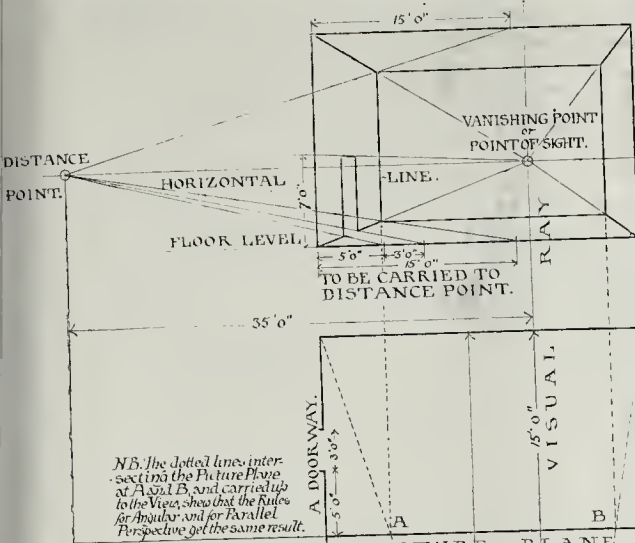 15'0"
VANISHING POINT
or
POINT OF SIGHT.
DISTANCE
POINT.
HORIZONTAL
LINE.
7'0"
FLOOR LEVEL
5'0"
3'0"
15'0"
TO BE CARRIED TO
DISTANCE POINT.
RAY
35'0"
VISUAL
15'0"
A DOORWAY.
3'0"
5'0"
N.B. The dotted lines inter-
secting the Picture Plane
at A and B, and carried up
to the View, show that the Rules
for Angular and for Parallel
Perspective get the same result.
A
B
PLANE